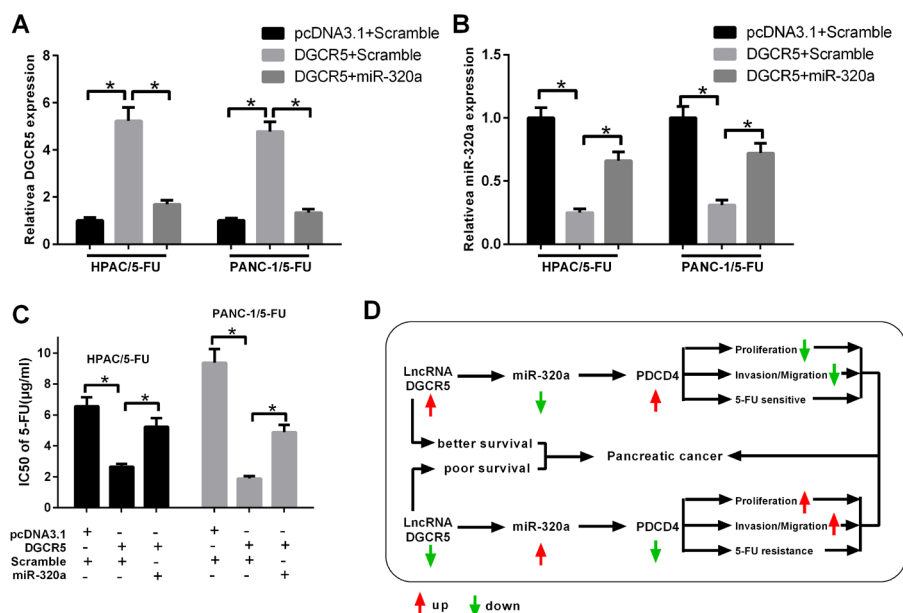 A
pcDNA3.1+Scramble
DGCR5+Scramble
DGCR5+miR-320a
Relativea DGCR5 expression
8
6
4
2
0
* * * *
HPAC/5-FU PANC-1/5-FU
B
pcDNA3.1+Scramble
DGCR5+Scramble
DGCR5+miR-320a
Relativea miR-320a expression
1.5
1.0
0.5
0.0
* * * *
HPAC/5-FU PANC-1/5-FU
C
PANC-1/5-FU
HPAC/5-FU
IC50 of 5-FU(μg/ml)
10
8
6
4
2
0
* * * *
pcDNA3.1 + - - + - -
DGCR5 - + + - + +
Scramble + + - + + -
miR-320a - - + - - +
D
LncRNA
DGCR5
miR-320a
PDCD4
Proliferation
Invasion/Migration
5-FU sensitive
better survival
poor survival
Pancreatic cancer
LncRNA
DGCR5
miR-320a
PDCD4
Proliferation
Invasion/Migration
5-FU resistance
up down